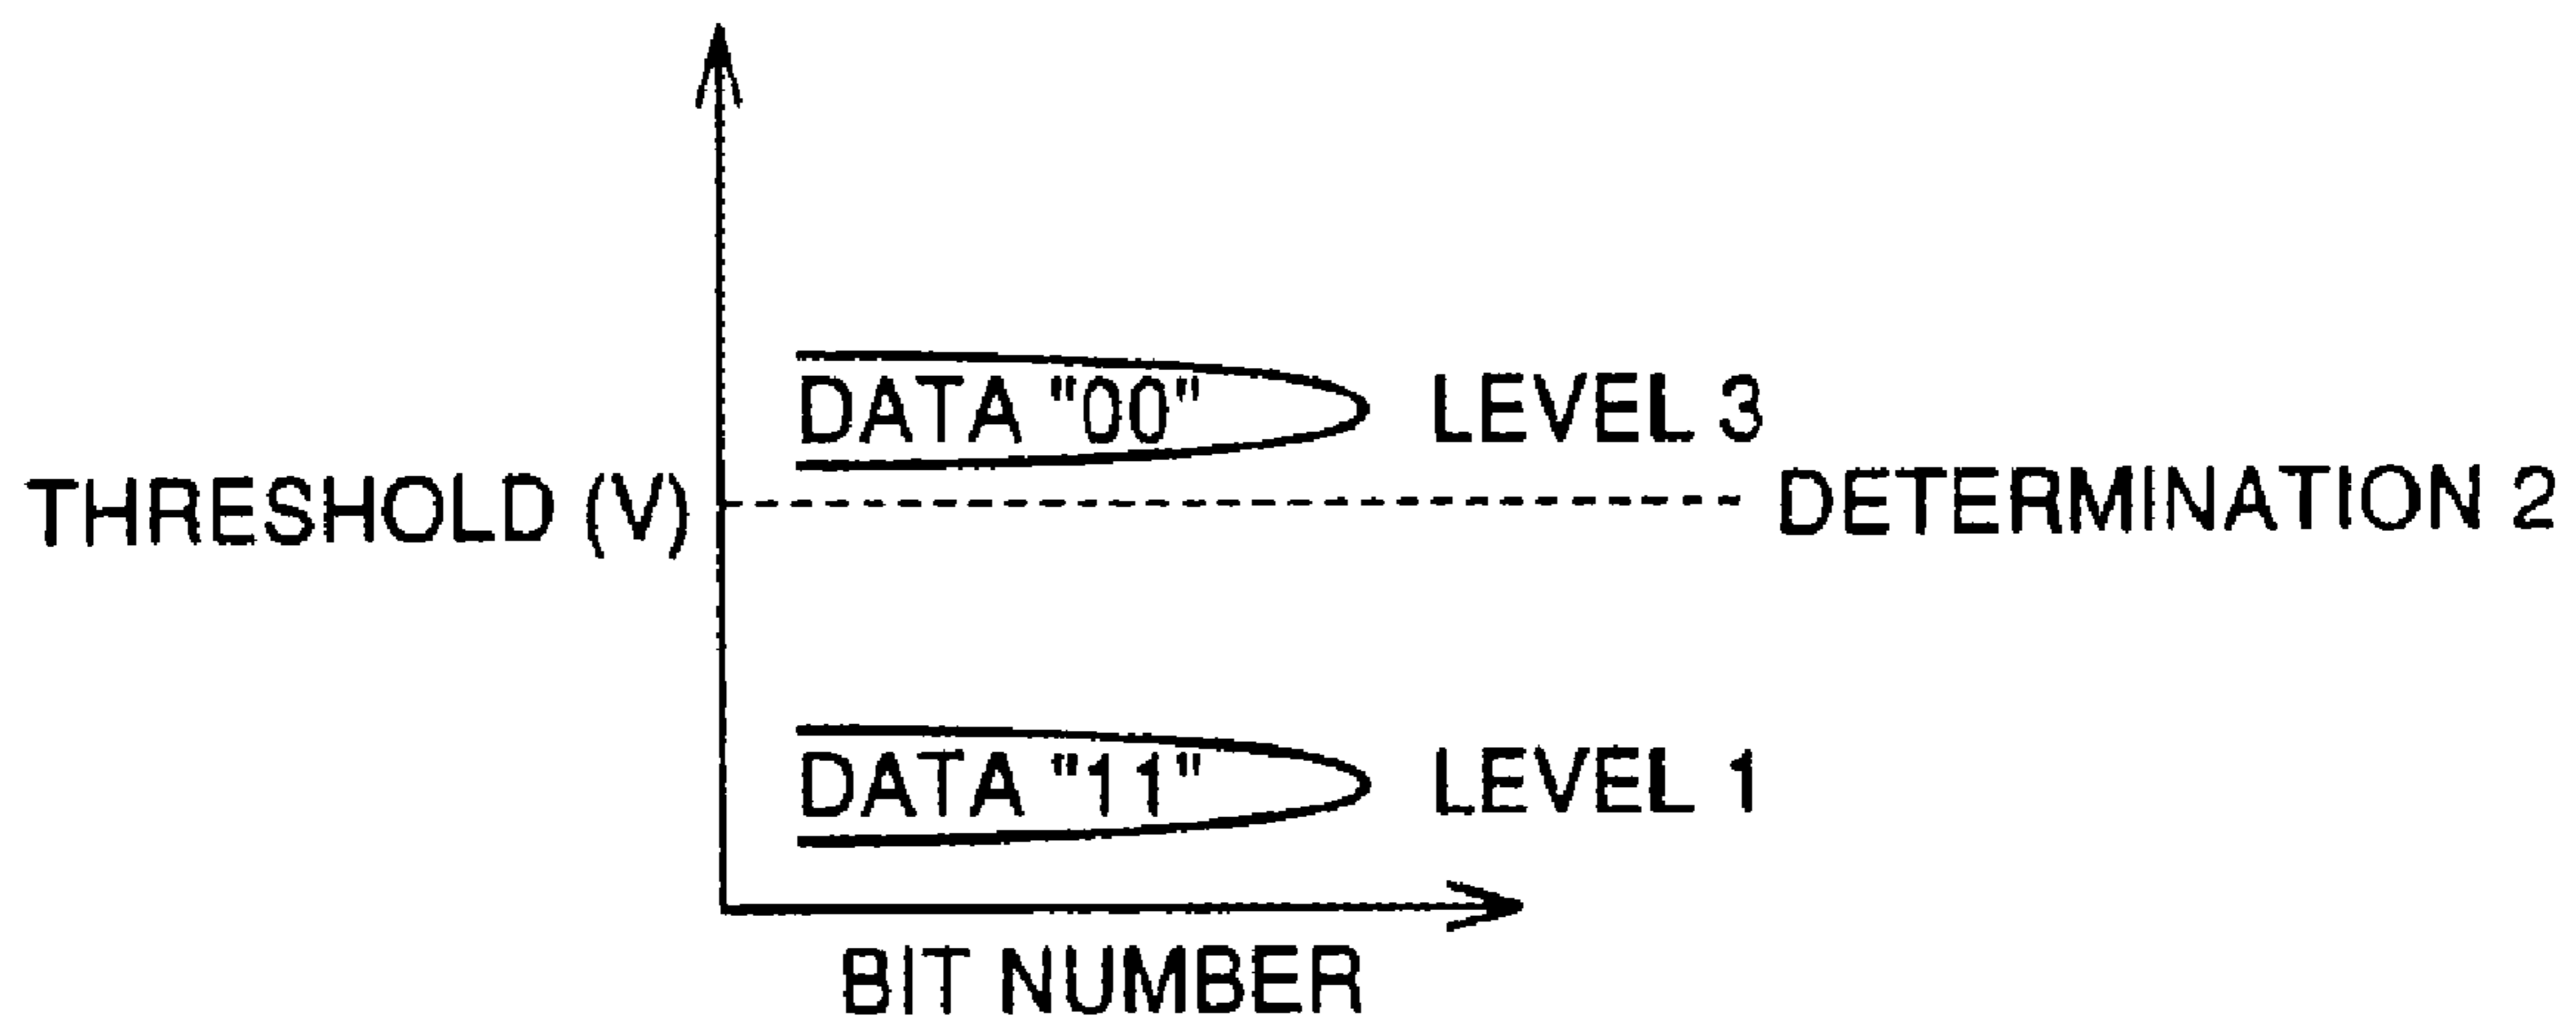 DATA "00" LEVEL 3
THRESHOLD (V) DETERMINATION 2
DATA "11" LEVEL 1
BIT NUMBER